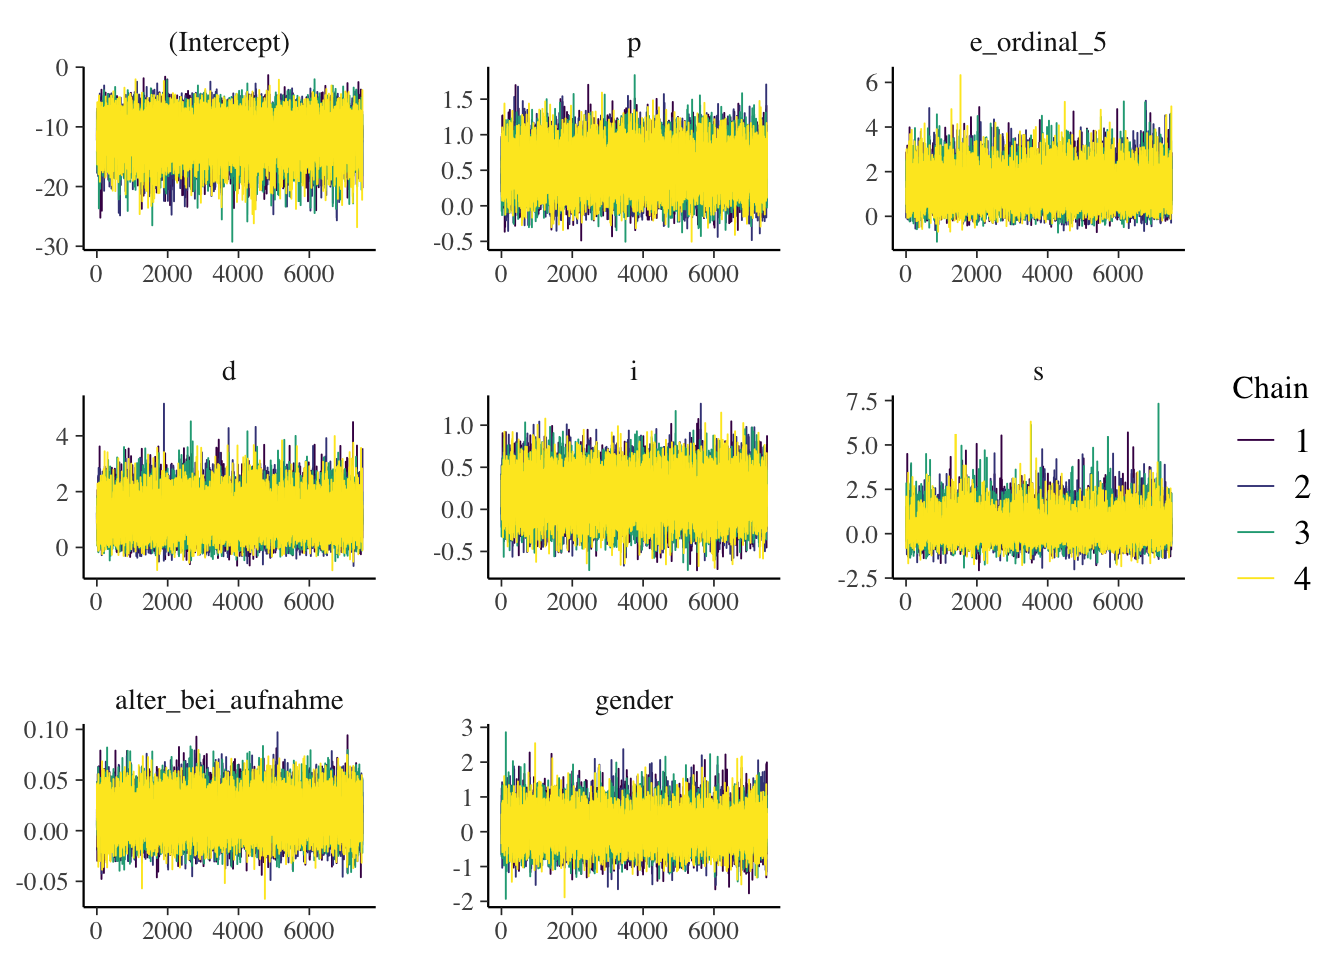 (Intercept) p e_ordinal_5
0 -10 -20 -30
1.5 1.0 0.5 0.0 -0.5
6 4 2 0
0 2000 4000 6000 0 2000 4000 6000 0 2000 4000 6000
d i s
4 2 0
1.0 0.5 0.0 -0.5
7.5 5.0 2.5 0.0 -2.5
0 2000 4000 6000 0 2000 4000 6000 0 2000 4000 6000
Chain
1
2
3
4
alter_bei_aufnahme gender
0.10 0.05 0.00 -0.05
3 2 1 0 -1 -2
0 2000 4000 6000 0 2000 4000 6000